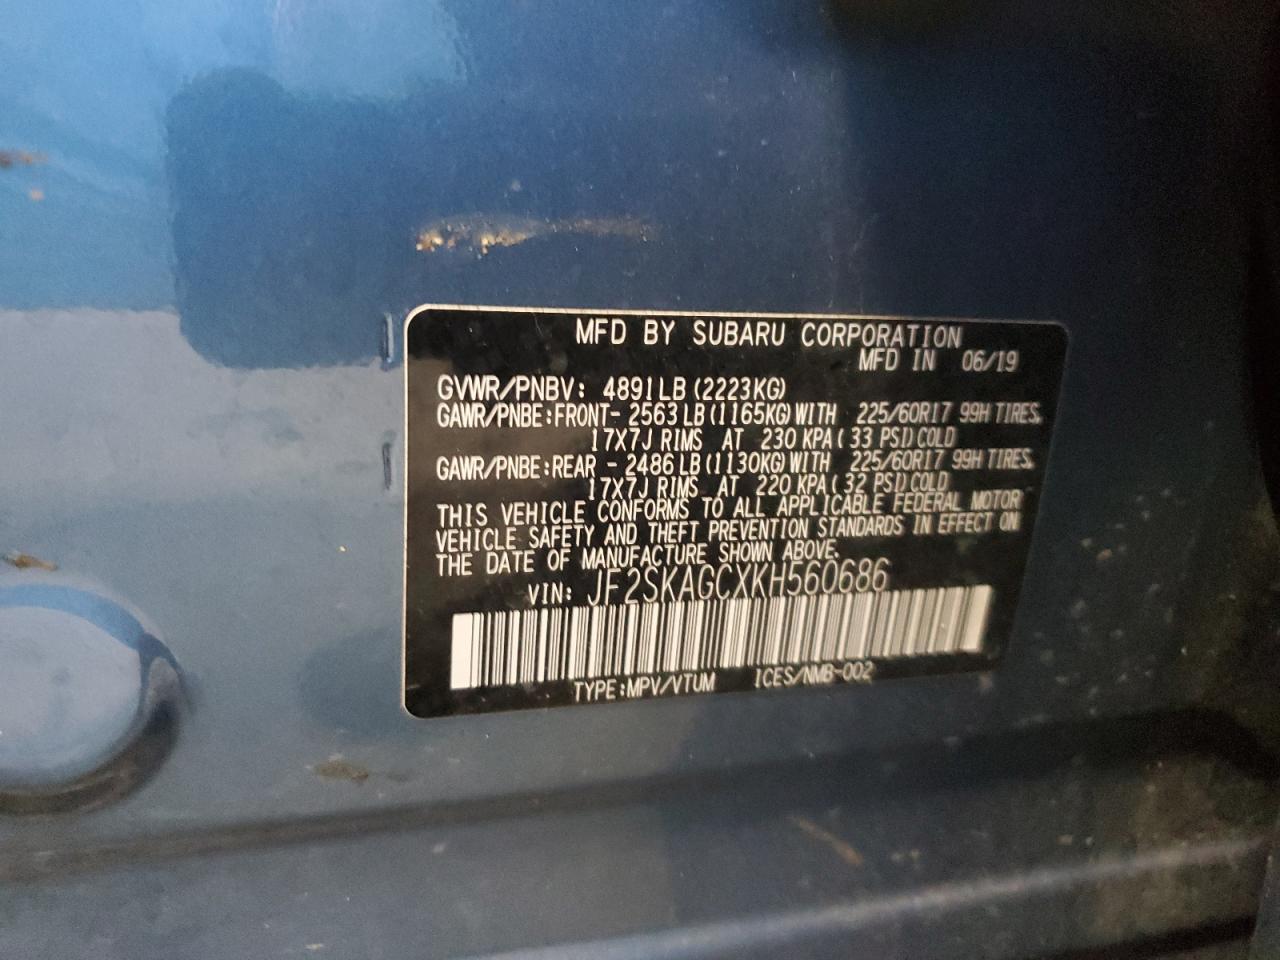 MFD BY SUBARU CORPORATION
MFD IN 06/19
GVWR/PNBV: 4891LB (2223KG)
GAWR/PNBE:FRONT- 2563 LB (1165KG) WITH 225/60R17 99H TIRES,
17X7J RIMS AT 230 KPA ( 33 PSI) COLD
GAWR/PNBE:REAR - 2486 LB (1130KG) WITH 225/60R17 99H TIRES,
17X7J RIMS AT 220 KPA ( 32 PSI) COLD
THIS VEHICLE CONFORMS TO ALL APPLICABLE FEDERAL MOTOR
VEHICLE SAFETY AND THEFT PREVENTION STANDARDS IN EFFECT ON
THE DATE OF MANUFACTURE SHOWN ABOVE.
VIN: JF2SKAGCXKH560686
TYPE:MPV/VTUM ICES/NMB-002